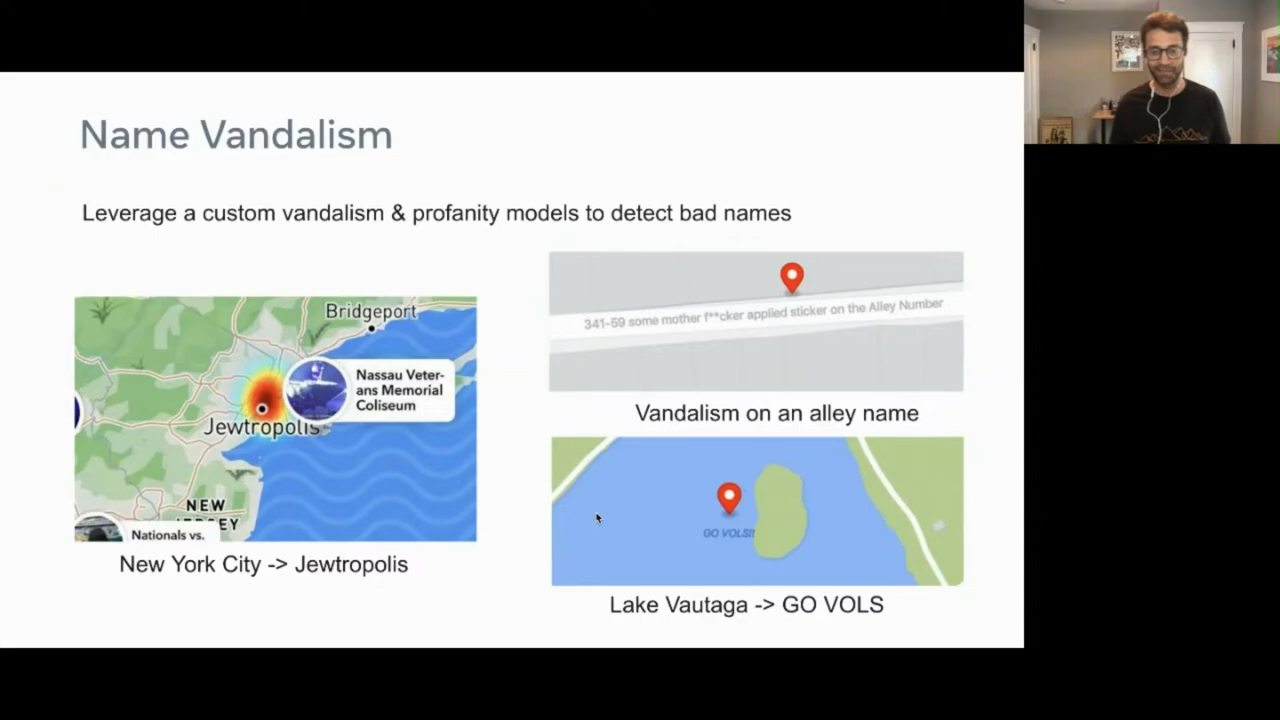 Name Vandalism
Leverage a custom vandalism & profanity models to detect bad names
Bridgeport
Nassau Veter-
ans Memorial
Coliseum
Jewtropolis
NEW
JERSEY
Nationals vs.
New York City -> Jewtropolis
341-59 some mother f**cker applied sticker on the Alley Number
Vandalism on an alley name
GO VOLS!!
Lake Vautaga -> GO VOLS